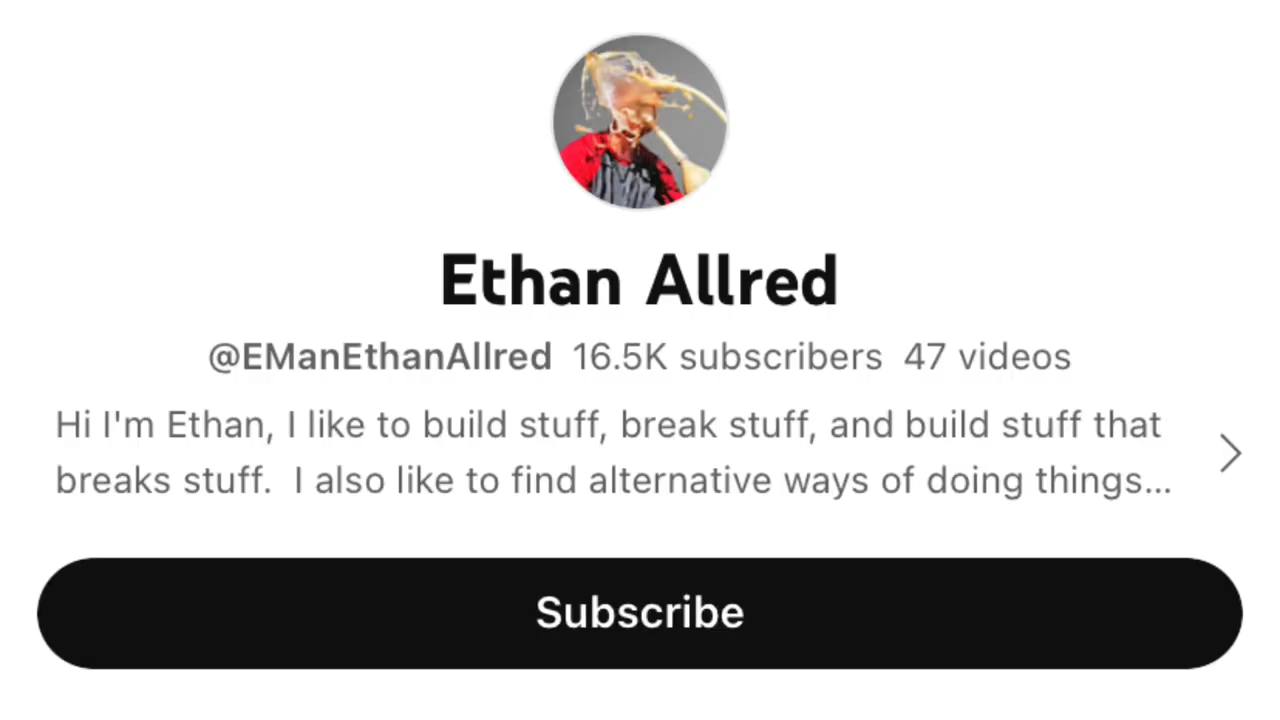 Ethan Allred
@EManEthanAllred 16.5K subscribers 47 videos
Hi I'm Ethan, I like to build stuff, break stuff, and build stuff that
breaks stuff.  I also like to find alternative ways of doing things...
Subscribe